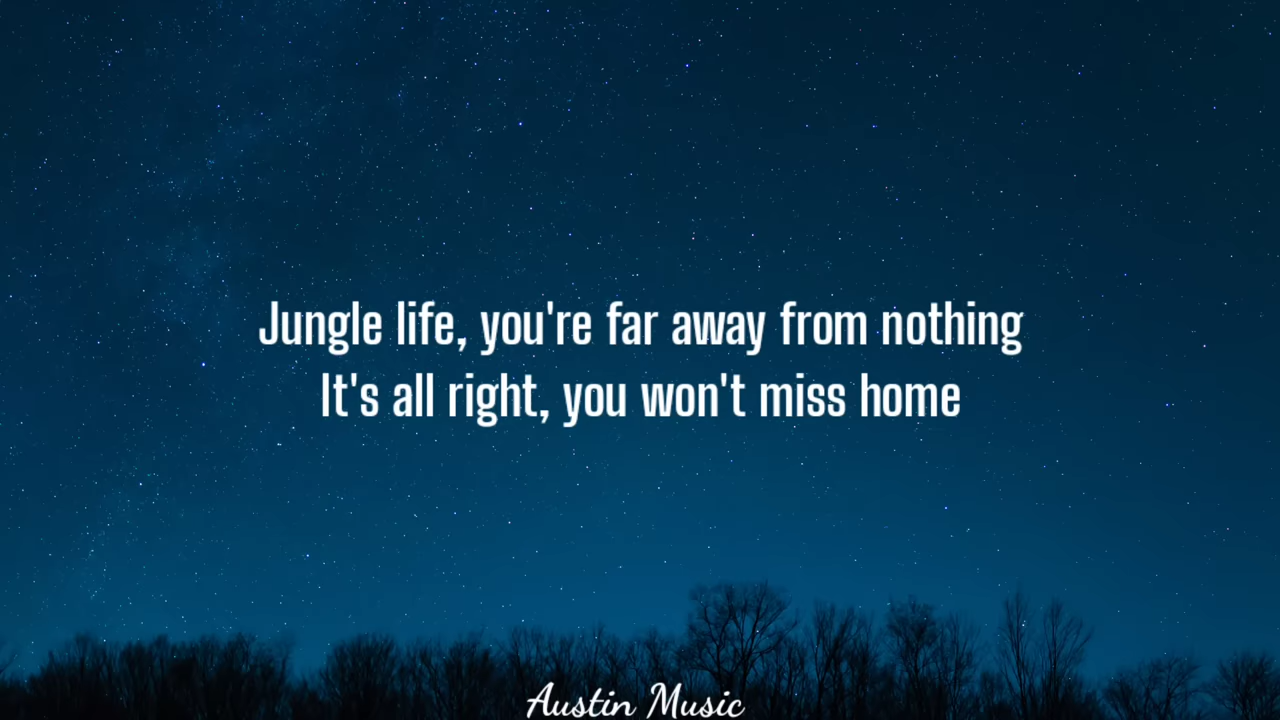 Jungle life, you're far away from nothing
It's all right, you won't miss home
Austin Music